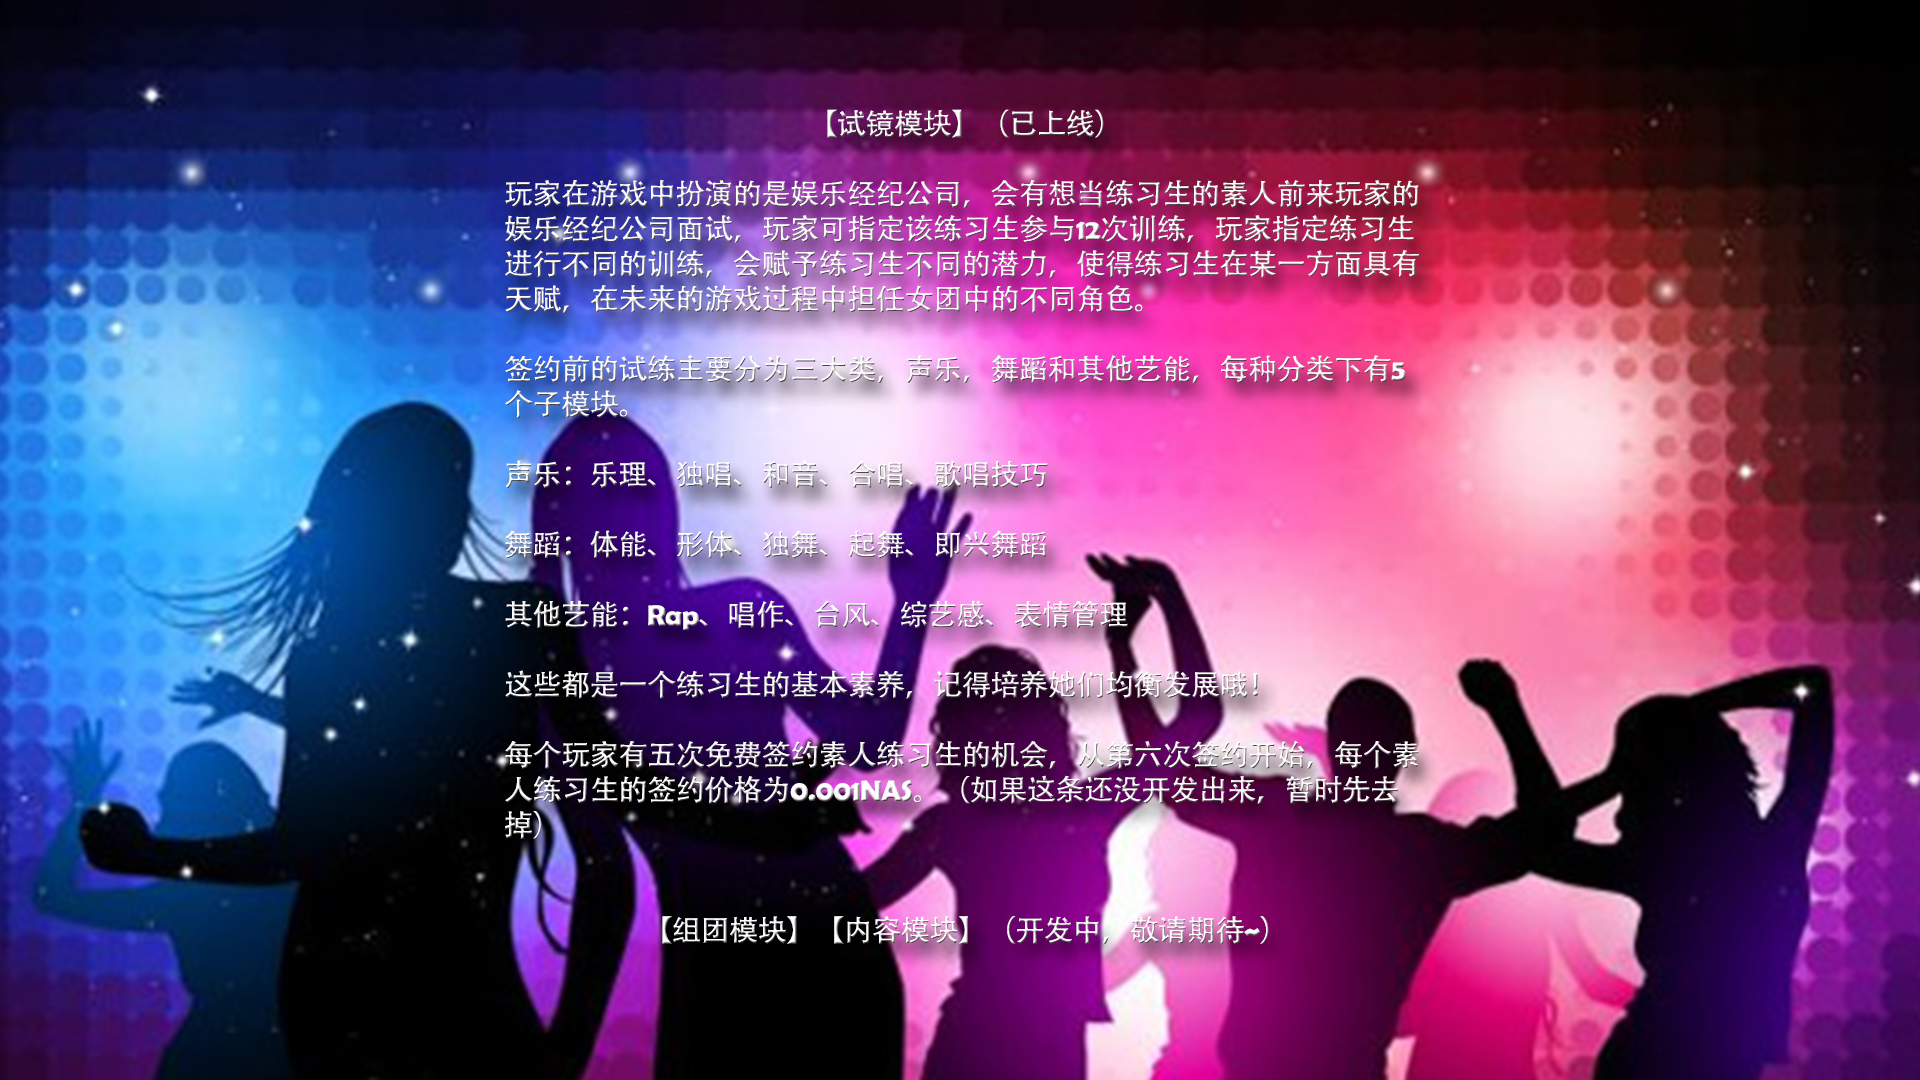 【试镜模块】（已上线）
玩家在游戏中扮演的是娱乐经纪公司，会有想当练习生的素人前来玩家的
娱乐经纪公司面试，玩家可指定该练习生参与12次训练，玩家指定练习生
进行不同的训练，会赋予练习生不同的潜力，使得练习生在某一方面具有
天赋，在未来的游戏过程中担任女团中的不同角色。
签约前的试练主要分为三大类，声乐，舞蹈和其他艺能，每种分类下有5
个子模块。
声乐：乐理、独唱、和音、合唱、歌唱技巧
舞蹈：体能、形体、独舞、起舞、即兴舞蹈
其他艺能：Rap、唱作、台风、综艺感、表情管理
这些都是一个练习生的基本素养，记得培养她们均衡发展哦！
每个玩家有五次免费签约素人练习生的机会，从第六次签约开始，每个素
人练习生的签约价格为0.001NAS。（如果这条还没开发出来，暂时先去
掉）
【组团模块】【内容模块】（开发中，敬请期待~）